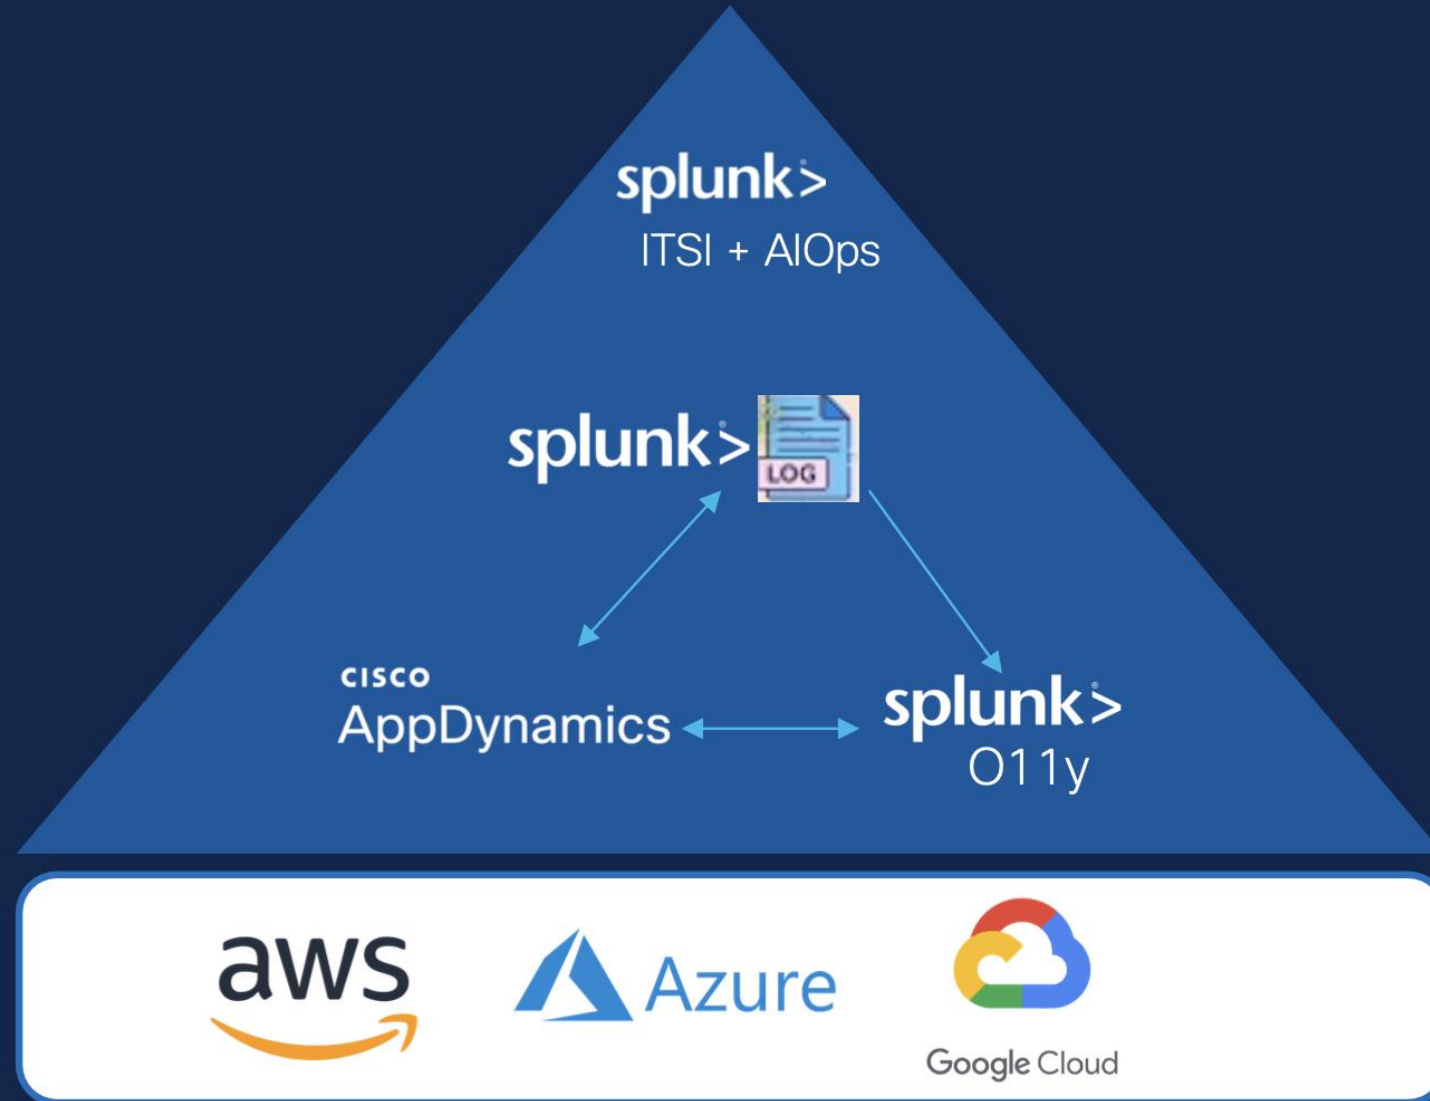 splunk>
ITSI + AIOps
splunk>
LOG
CISCO
AppDynamics
splunk>
O11y
aws
Azure
Google Cloud